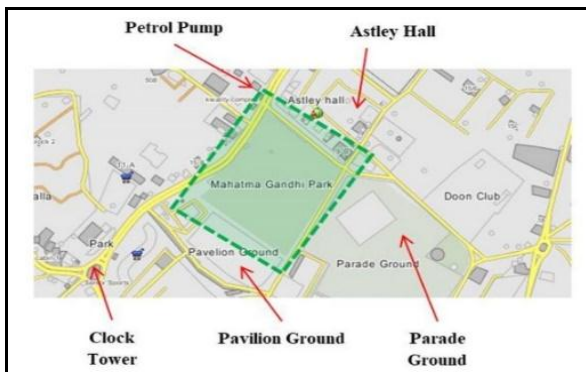 Petrol Pump
Astley Hall
Astley hall
Mahatma Gandhi Park
Doon Club
Park
Pavelion Ground
Parade Ground
Clock
Tower
Pavilion Ground
Parade
Ground